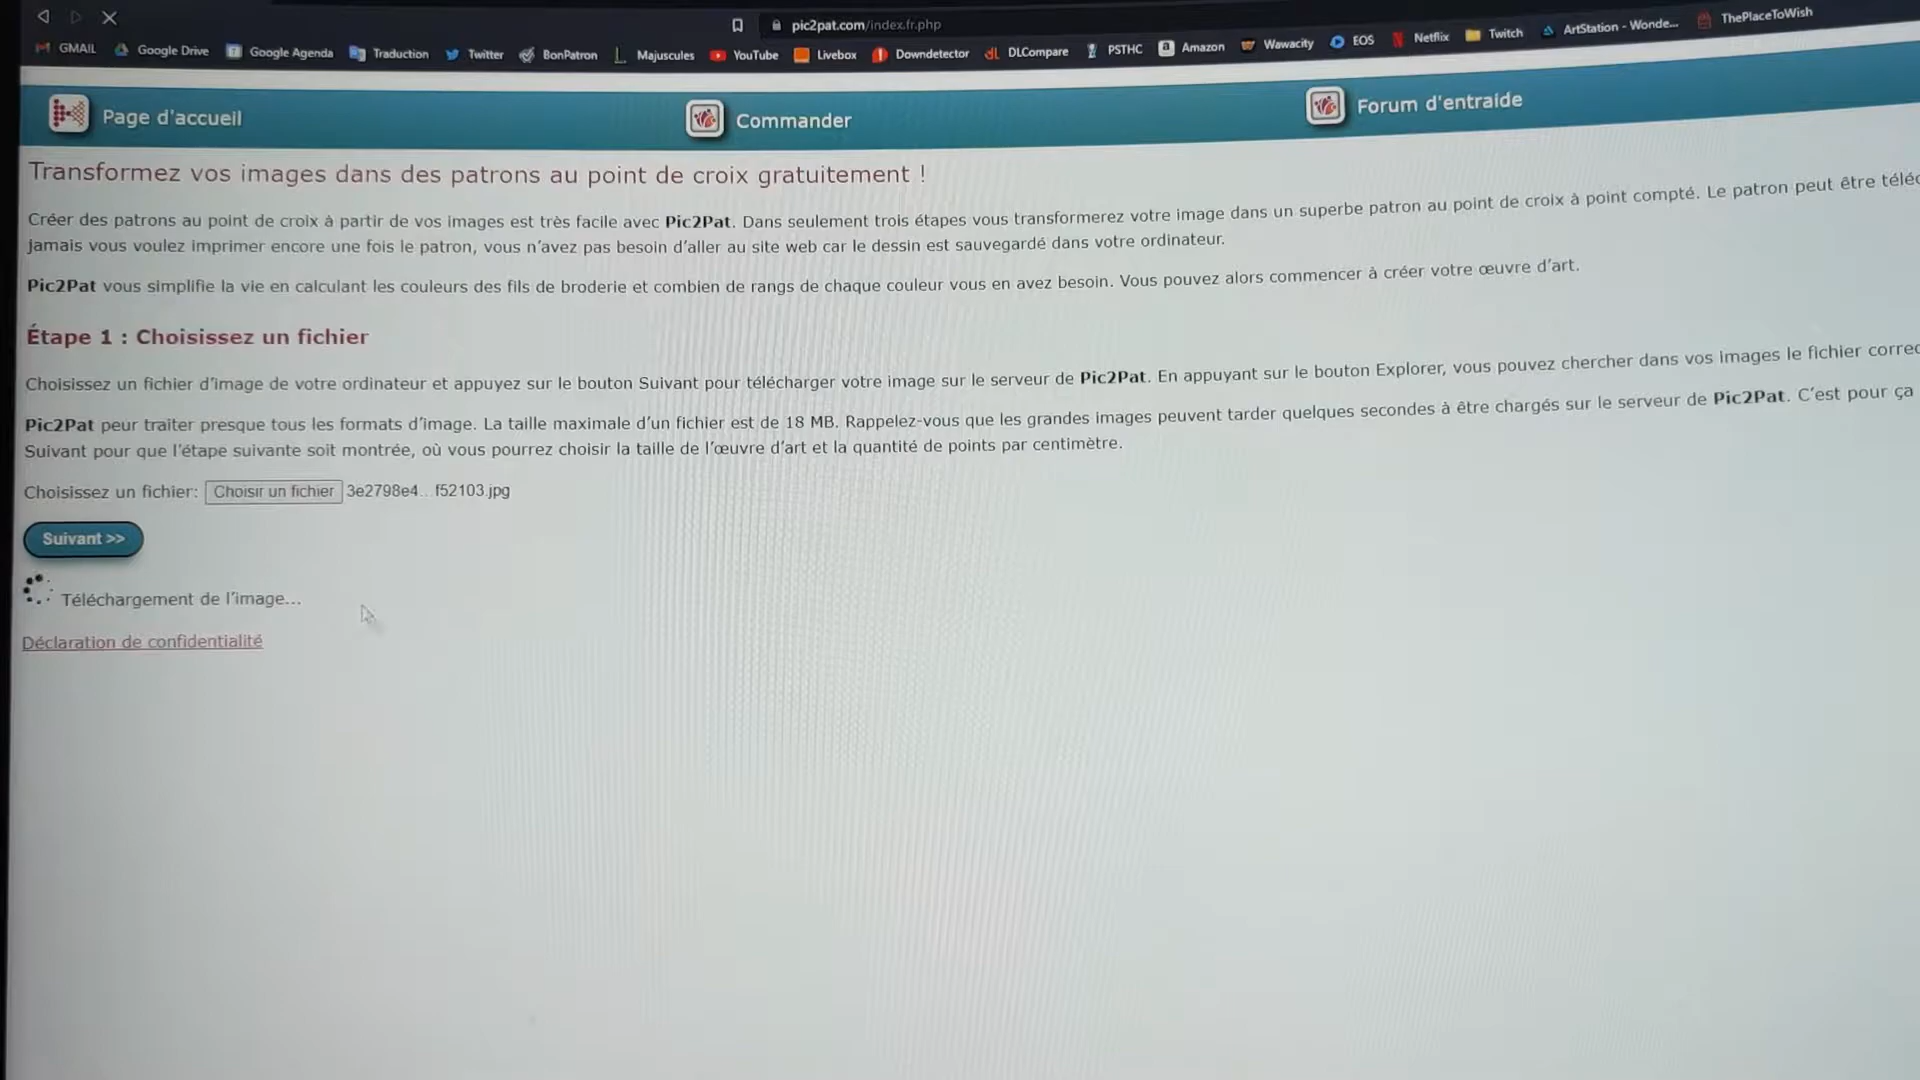 pic2pat.com/index.fr.php
GMAIL Google Drive Google Agenda Traduction Twitter BonPatron Majuscules YouTube Livebox Downdetector DLCompare PSTHC Amazon Wawacity EOS Netflix Twitch ArtStation - Wonde... ThePlaceToWish
Page d'accueil Commander Forum d'entraide
Transformez vos images dans des patrons au point de croix gratuitement !
Créer des patrons au point de croix à partir de vos images est très facile avec Pic2Pat. Dans seulement trois étapes vous transformerez votre image dans un superbe patron au point de croix à point compté. Le patron peut être téléc
jamais vous voulez imprimer encore une fois le patron, vous n'avez pas besoin d'aller au site web car le dessin est sauvegardé dans votre ordinateur.
Pic2Pat vous simplifie la vie en calculant les couleurs des fils de broderie et combien de rangs de chaque couleur vous en avez besoin. Vous pouvez alors commencer à créer votre œuvre d'art.
Étape 1 : Choisissez un fichier
Choisissez un fichier d'image de votre ordinateur et appuyez sur le bouton Suivant pour télécharger votre image sur le serveur de Pic2Pat. En appuyant sur le bouton Explorer, vous pouvez chercher dans vos images le fichier correc
Pic2Pat peur traiter presque tous les formats d'image. La taille maximale d'un fichier est de 18 MB. Rappelez-vous que les grandes images peuvent tarder quelques secondes à être chargés sur le serveur de Pic2Pat. C'est pour ça
Suivant pour que l'étape suivante soit montrée, où vous pourrez choisir la taille de l'œuvre d'art et la quantité de points par centimètre.
Choisissez un fichier: Choisir un fichier 3e2798e4...f52103.jpg
Suivant >>
Téléchargement de l'image...
Déclaration de confidentialité